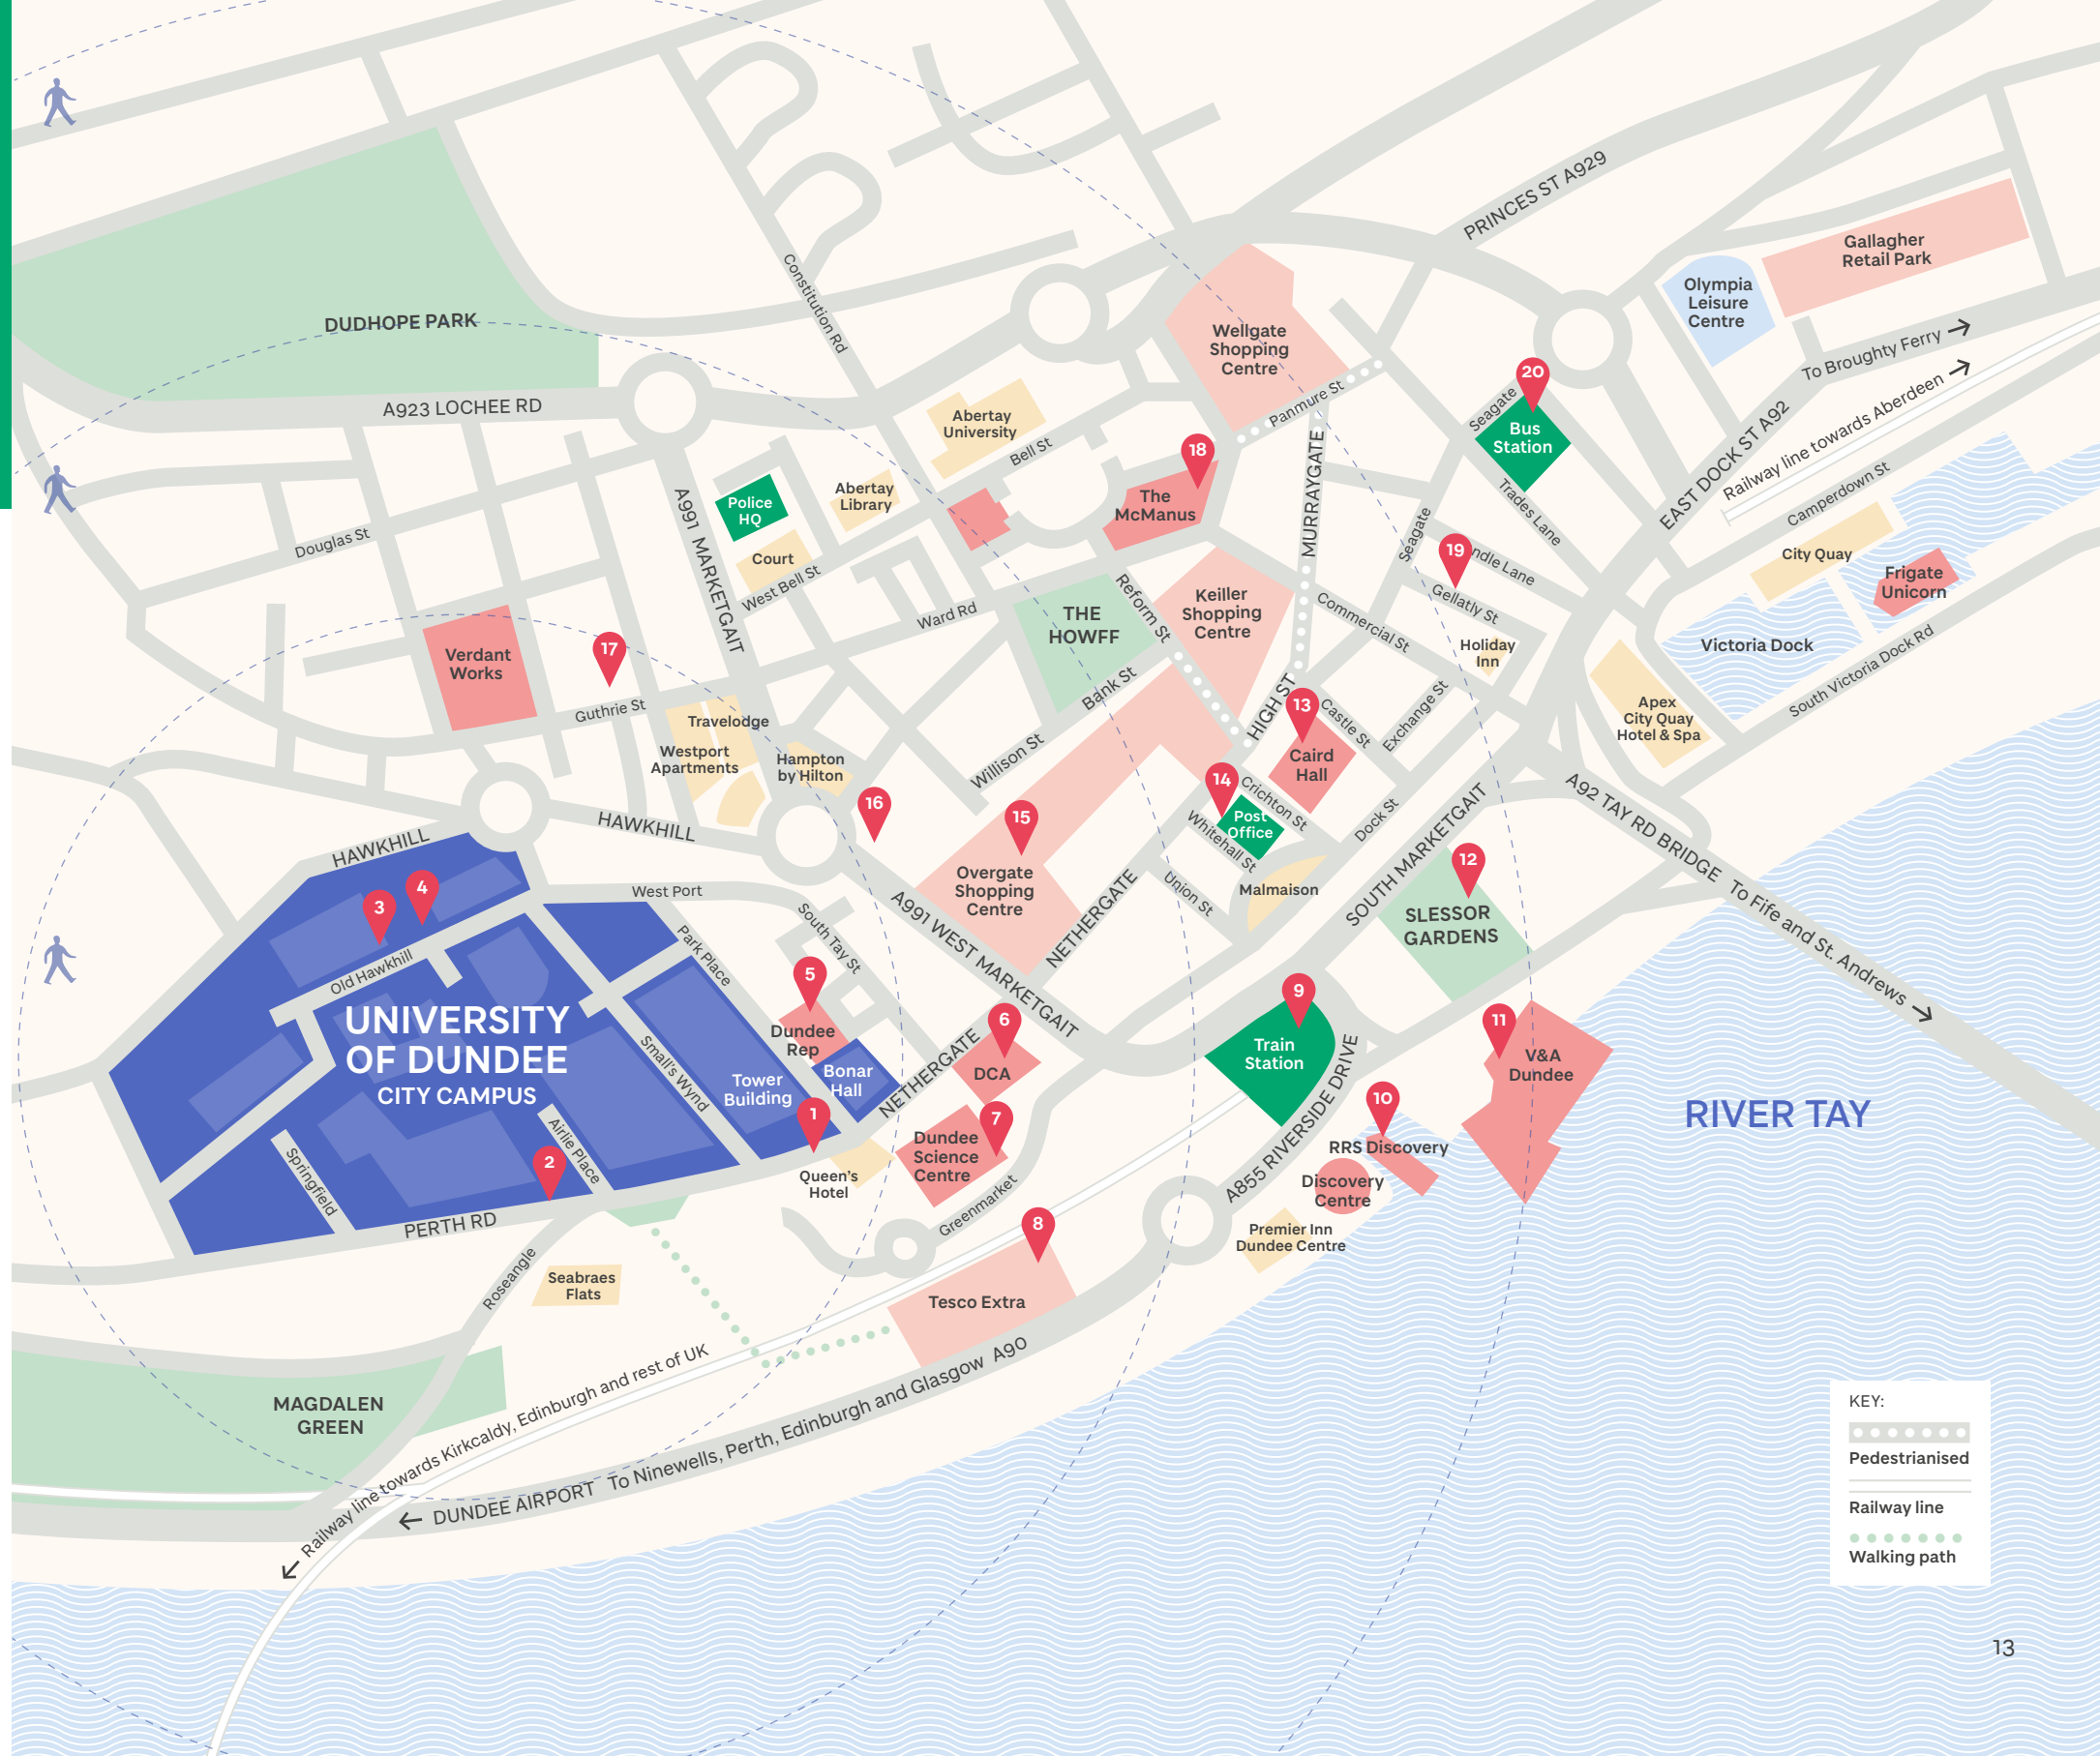 PRINCES ST A929
Gallagher
Retail Park
Olympia
Leisure
Centre
Constitution Rd
DUDHOPE PARK
Wellgate
Shopping
Centre
To Broughty Ferry →
Railway line towards Aberdeen →
20
Seagate
Bus
Station
Panmure St
A923 LOCHEE RD
Abertay
University
Bell St
18
The
McManus
MURRAYGATE
EAST DOCK ST A92
Camperdown St
Trades Lane
Police
HQ
Abertay
Library
A991 MARKETGAIT
Court
West Bell St
Douglas St
Seagate
19
ndle Lane
Gellatly St
City Quay
Frigate
Unicorn
Victoria Dock
South Victoria Dock Rd
Ward Rd
THE
HOWFF
Reform St
Keiller
Shopping
Centre
Commercial St
Holiday
Inn
Verdant
Works
17
Guthrie St
Bank St
HIGH ST
13
Castle St
Exchange St
Caird
Hall
Apex
City Quay
Hotel & Spa
Travelodge
Westport
Apartments
Hampton
by Hilton
Willison St
16
15
14
Crichton St
Post
Office
Whitehall St
Dock St
A92 TAY RD BRIDGE To Fife and St. Andrews →
HAWKHILL
HAWKHILL
Overgate
Shopping
Centre
Union St
Malmaison
SOUTH MARKETGAIT
12
SLESSOR
GARDENS
3
4
West Port
South Tay St
A991 WEST MARKETGAIT
NETHERGATE
Old Hawkhill
Park Place
5
Dundee
Rep
UNIVERSITY
OF DUNDEE
CITY CAMPUS
Small's Wynd
Tower
Building
Bonar
Hall
NETHERGATE
6
DCA
9
Train
Station
11
V&A
Dundee
RIVER TAY
1
7
Dundee
Science
Centre
10
RRS Discovery
A855 RIVERSIDE DRIVE
Discovery
Centre
Airlie Place
2
Springfield
Queen's
Hotel
Greenmarket
PERTH RD
8
Premier Inn
Dundee Centre
Roseangle
Seabraes
Flats
Tesco Extra
MAGDALEN
GREEN
← Railway line towards Kirkcaldy, Edinburgh and rest of UK
← DUNDEE AIRPORT To Ninewells, Perth, Edinburgh and Glasgow A90
KEY:
Pedestrianised
Railway line
Walking path
13